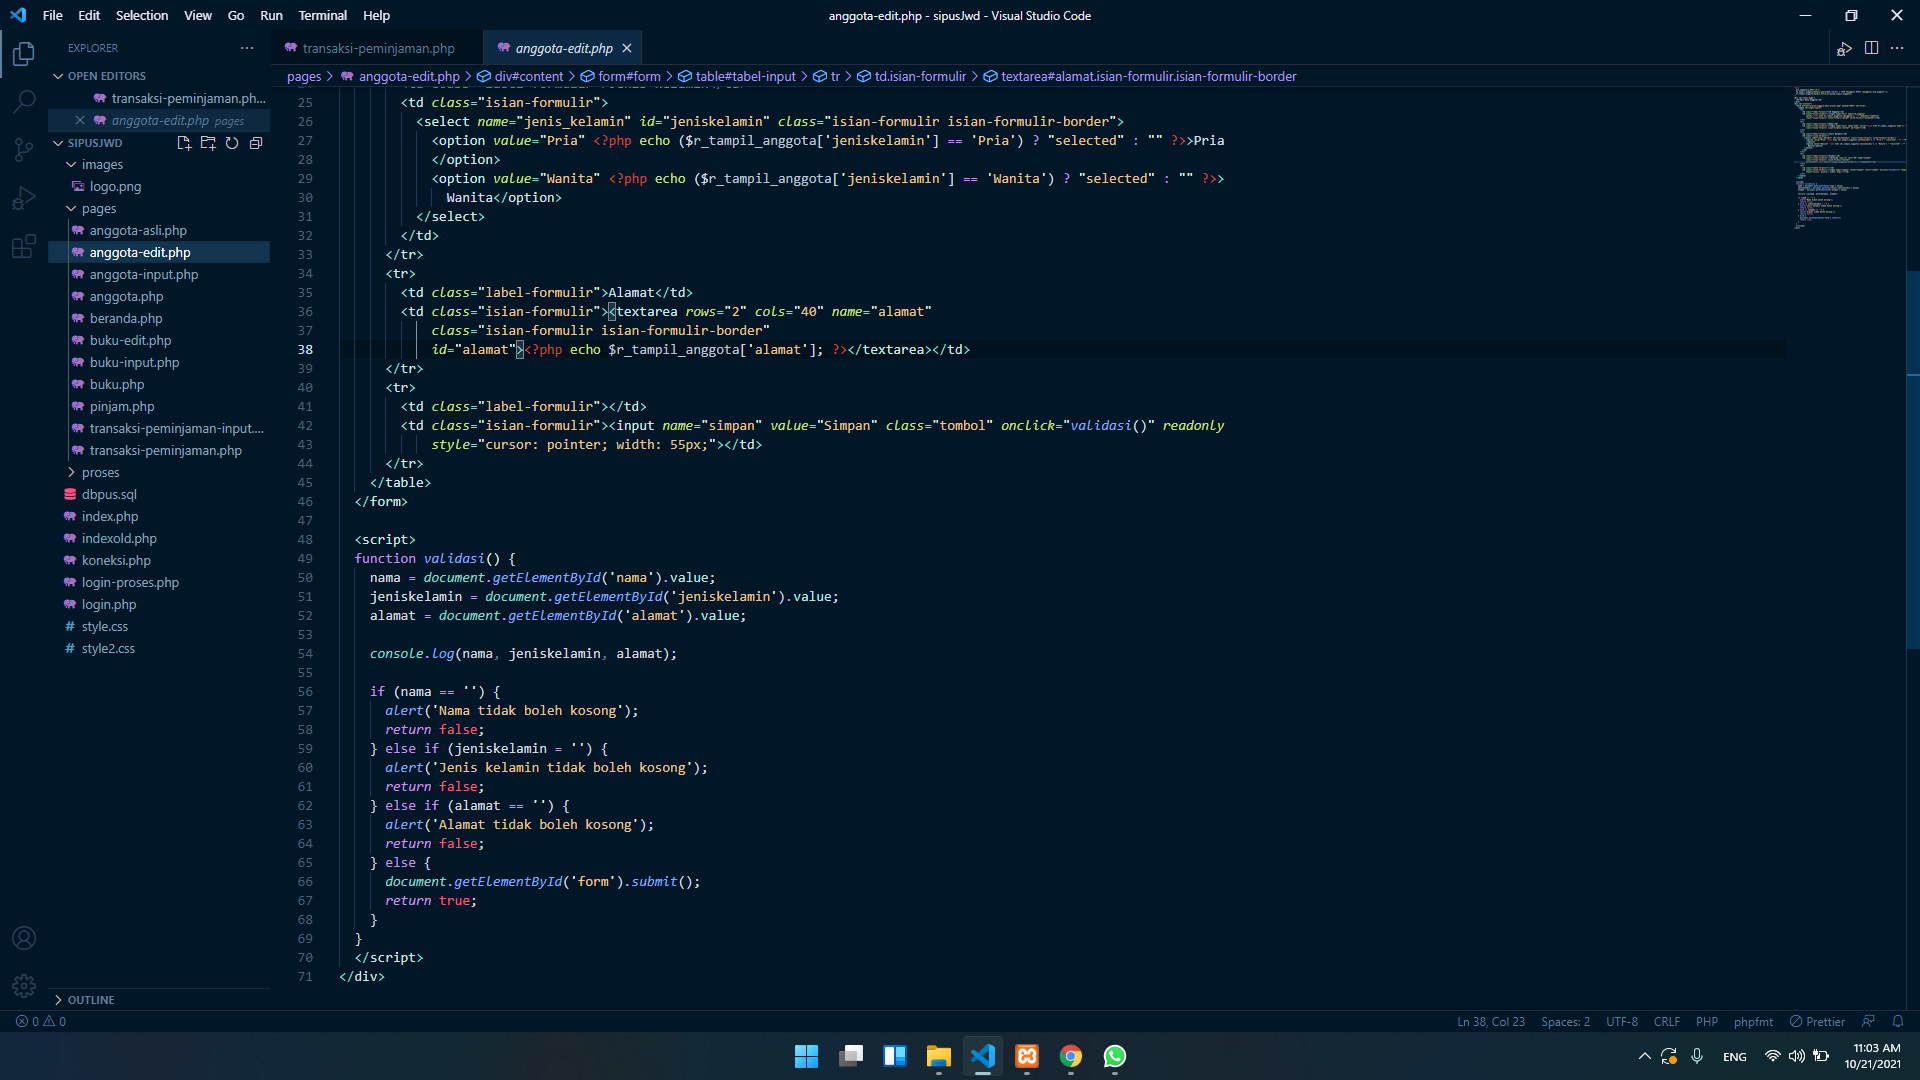 File Edit Selection View Go Run Terminal Help
anggota-edit.php - sipusJwd - Visual Studio Code
EXPLORER
OPEN EDITORS
transaksi-peminjaman.ph...
anggota-edit.php pages
SIPUSJWD
images
logo.png
pages
anggota-asli.php
anggota-edit.php
anggota-input.php
anggota.php
beranda.php
buku-edit.php
buku-input.php
buku.php
pinjam.php
transaksi-peminjaman-input....
transaksi-peminjaman.php
proses
dbpus.sql
index.php
indexold.php
koneksi.php
login-proses.php
login.php
style.css
style2.css
OUTLINE
transaksi-peminjaman.php
anggota-edit.php
pages > anggota-edit.php > div#content > form#form > table#tabel-input > tr > td.isian-formulir > textarea#alamat.isian-formulir.isian-formulir-border
25 <td class="isian-formulir">
26 <select name="jenis_kelamin" id="jeniskelamin" class="isian-formulir isian-formulir-border">
27 <option value="Pria" <?php echo ($r_tampil_anggota['jeniskelamin'] == 'Pria') ? "selected" : "" ?>>Pria
28 </option>
29 <option value="Wanita" <?php echo ($r_tampil_anggota['jeniskelamin'] == 'Wanita') ? "selected" : "" ?>>
30 Wanita</option>
31 </select>
32 </td>
33 </tr>
34 <tr>
35 <td class="label-formulir">Alamat</td>
36 <td class="isian-formulir"><textarea rows="2" cols="40" name="alamat"
37 class="isian-formulir isian-formulir-border"
38 id="alamat"><?php echo $r_tampil_anggota['alamat']; ?></textarea></td>
39 </tr>
40 <tr>
41 <td class="label-formulir"></td>
42 <td class="isian-formulir"><input name="simpan" value="Simpan" class="tombol" onclick="validasi()" readonly
43 style="cursor: pointer; width: 55px;"></td>
44 </tr>
45 </table>
46 </form>
47
48 <script>
49 function validasi() {
50 nama = document.getElementById('nama').value;
51 jeniskelamin = document.getElementById('jeniskelamin').value;
52 alamat = document.getElementById('alamat').value;
53
54 console.log(nama, jeniskelamin, alamat);
55
56 if (nama == '') {
57 alert('Nama tidak boleh kosong');
58 return false;
59 } else if (jeniskelamin = '') {
60 alert('Jenis kelamin tidak boleh kosong');
61 return false;
62 } else if (alamat == '') {
63 alert('Alamat tidak boleh kosong');
64 return false;
65 } else {
66 document.getElementById('form').submit();
67 return true;
68 }
69 }
70 </script>
71 </div>
0 0
Ln 38, Col 23 Spaces: 2 UTF-8 CRLF PHP phpfmt Prettier
ENG
11:03 AM
10/21/2021